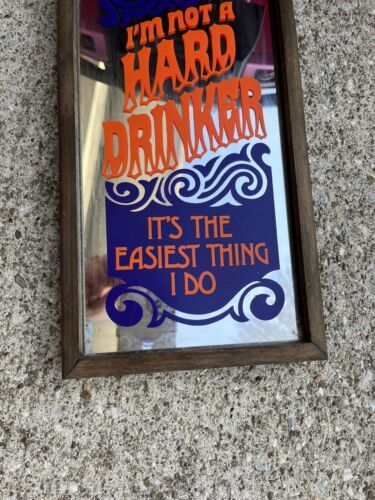 I'M NOT A
HARD
DRINKER
IT'S THE
EASIEST THING
I DO